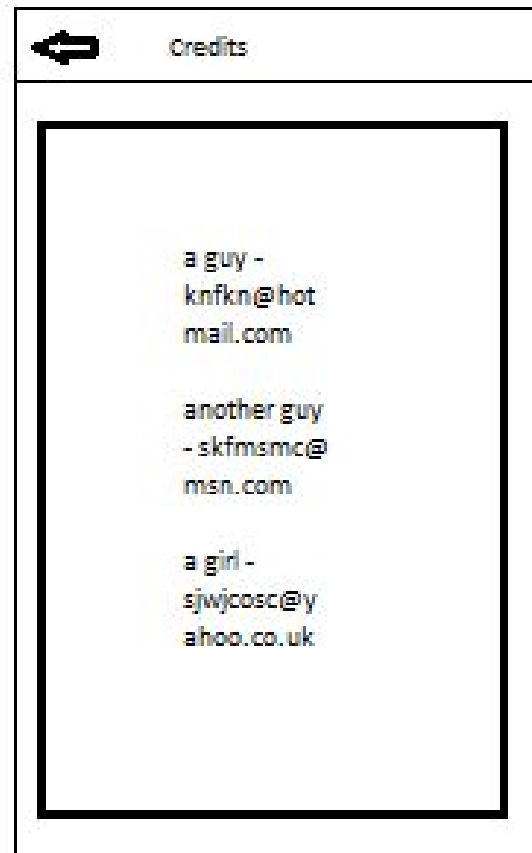 Credits
a guy -
knfkn@hot
mail.com
another guy
- skfmsmc@
msn.com
a girl -
sjwjcosc@y
ahoo.co.uk